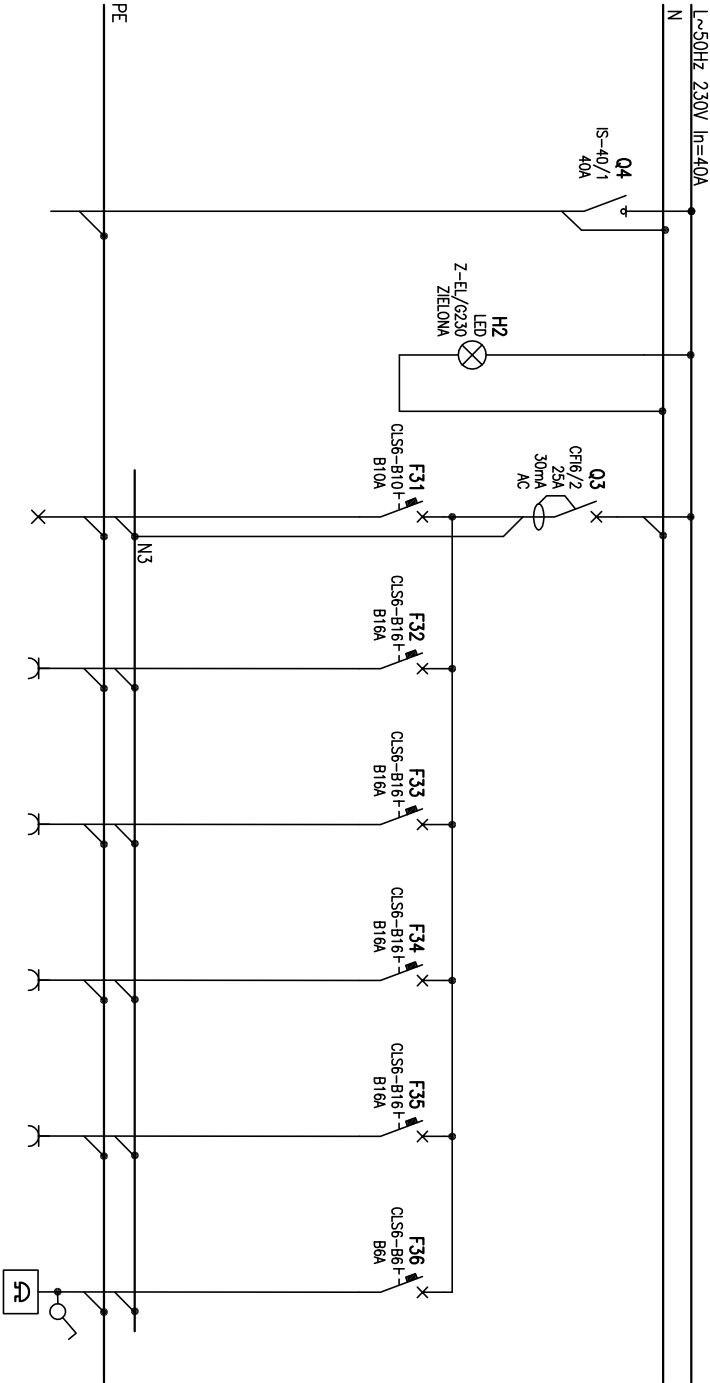 L~50Hz 230V In=40A
N
Q4
IS-40/1
40A
H2
LED
Z-EL/G230
ZIELONA
Q3
CFI6/2
25A
30mA
AC
F31
CLS6-B10
B10A
F32
CLS6-B16
B16A
F33
CLS6-B16
B16A
F34
CLS6-B16
B16A
F35
CLS6-B16
B16A
F36
CLS6-B6
B6A
N3
PE